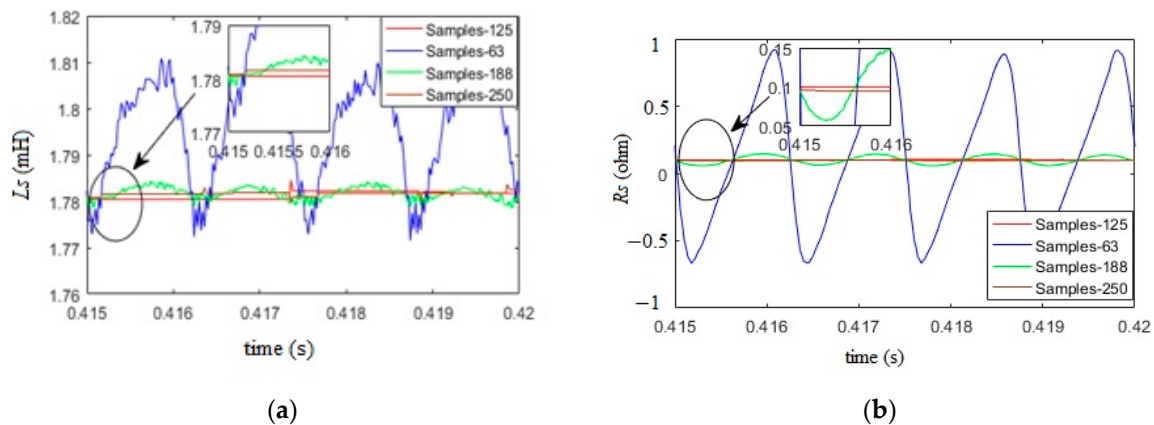 1.82
1.81
1.8
1.79
1.78
1.77
1.76
Ls (mH)
0.415
0.416
0.417
0.418
0.419
0.42
time (s)
1.79
1.78
1.77
0.415
0.4155
0.416
Samples-125
Samples-63
Samples-188
Samples-250
(a)
1
0.5
0
−0.5
−1
Rs (ohm)
0.415
0.416
0.417
0.418
0.419
0.42
time (s)
0.15
0.1
0.05
0.415
0.416
Samples-125
Samples-63
Samples-188
Samples-250
(b)